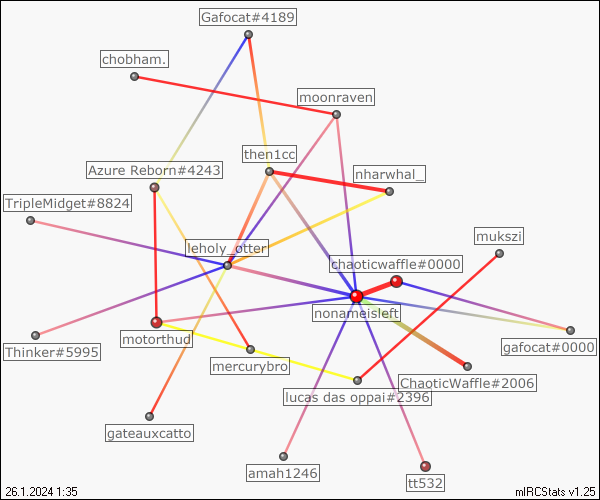 Gafocat#4189
chobham.
moonraven
then1cc
Azure Reborn#4243
nharwhal_
TripleMidget#8824
mukszi
leholy_otter
chaoticwaffle#0000
nonameisleft
motorthud
gafocat#0000
Thinker#5995
mercurybro
ChaoticWaffle#2006
lucas das oppai#2396
gateauxcatto
amah1246
tt532
26.1.2024 1:35
mIRCStats v1.25